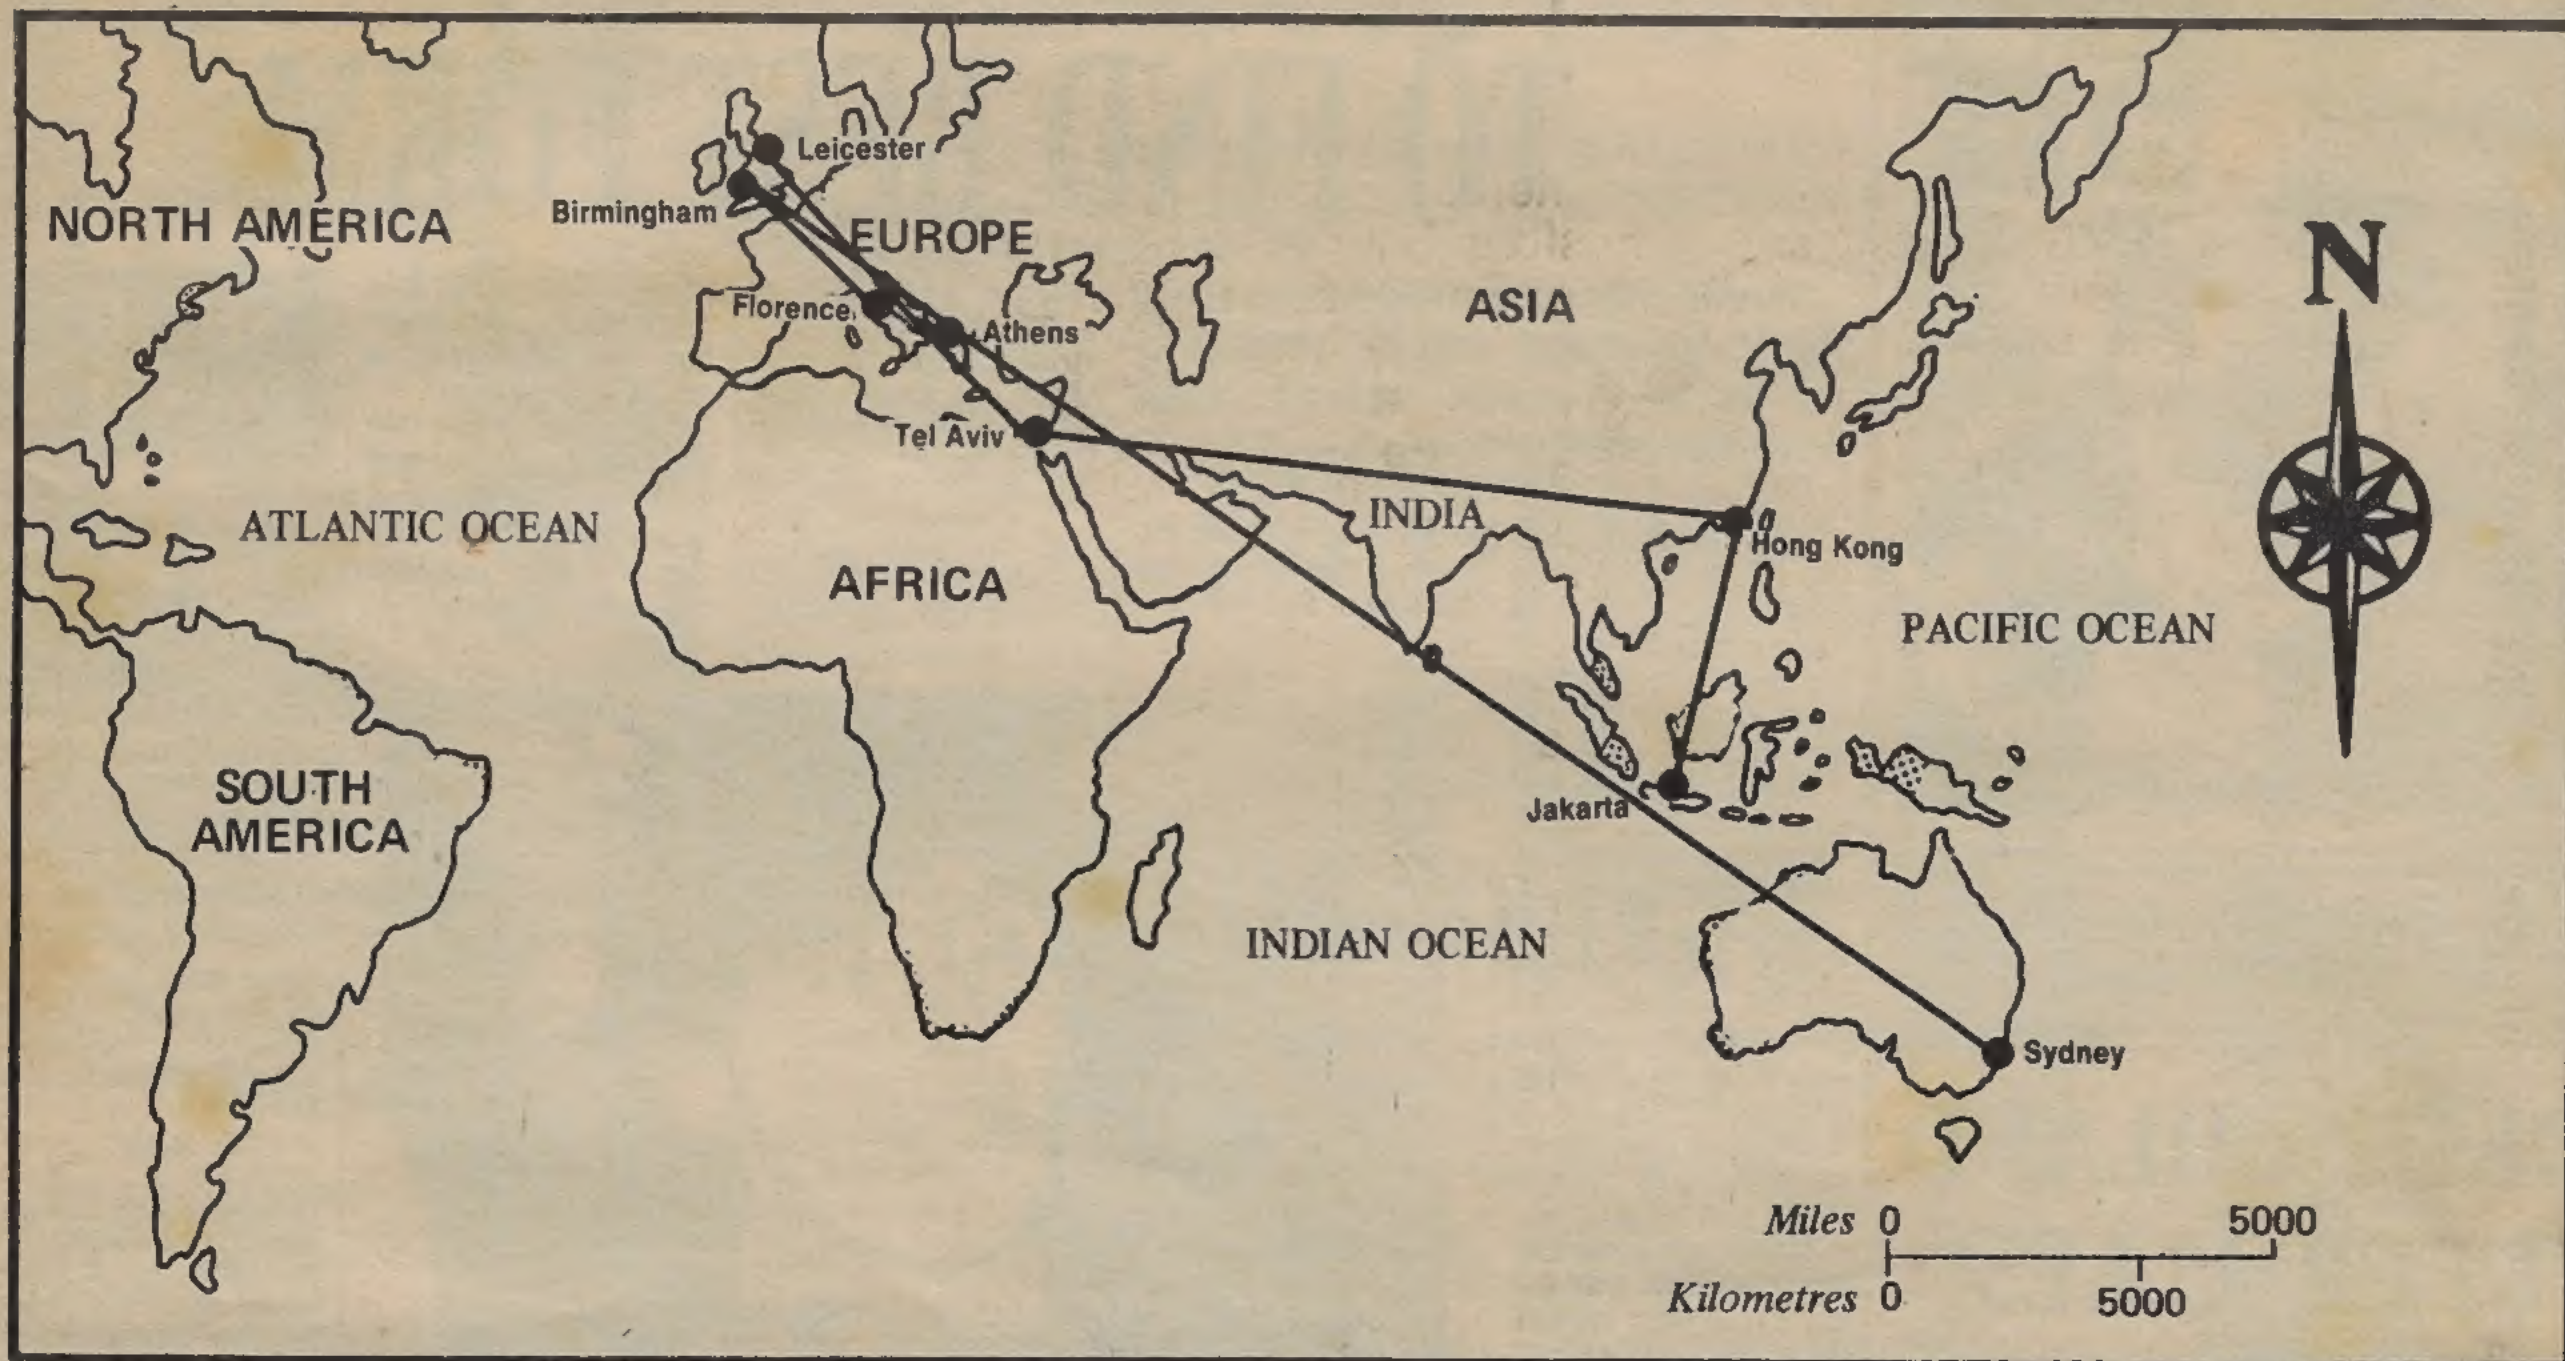 Leicester
Birmingham
NORTH AMERICA
EUROPE
N
ASIA
Florence
Athens
Tel Aviv
INDIA
ATLANTIC OCEAN
Hong Kong
AFRICA
PACIFIC OCEAN
SOUTH
AMERICA
Jakarta
INDIAN OCEAN
Sydney
Miles 0 5000
Kilometres 0 5000